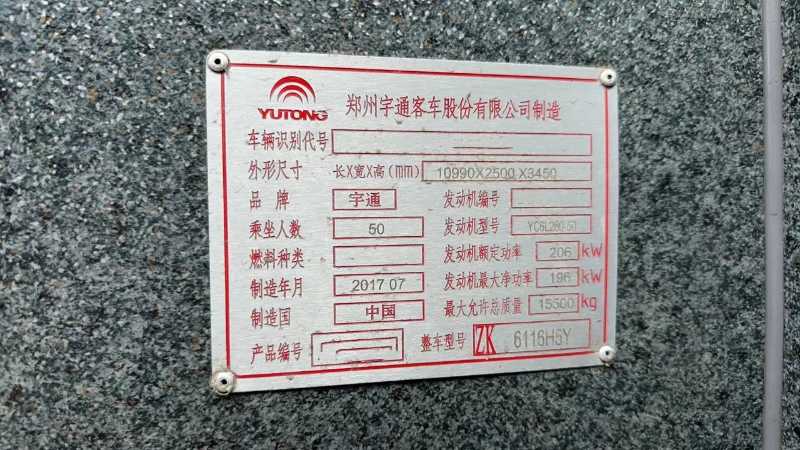 YUTONG 郑州宇通客车股份有限公司制造
车辆识别代号
外形尺寸 长X宽X高(mm) 10990X2500X3450
品牌 宇通 发动机编号
乘坐人数 50 发动机型号 YC6L280-50
燃料种类 发动机额定功率 206 kW
制造年月 2017 07 发动机最大净功率 196 kW
制造国 中国 最大允许总质量 15500 kg
产品编号 整车型号 ZK 6116H5Y